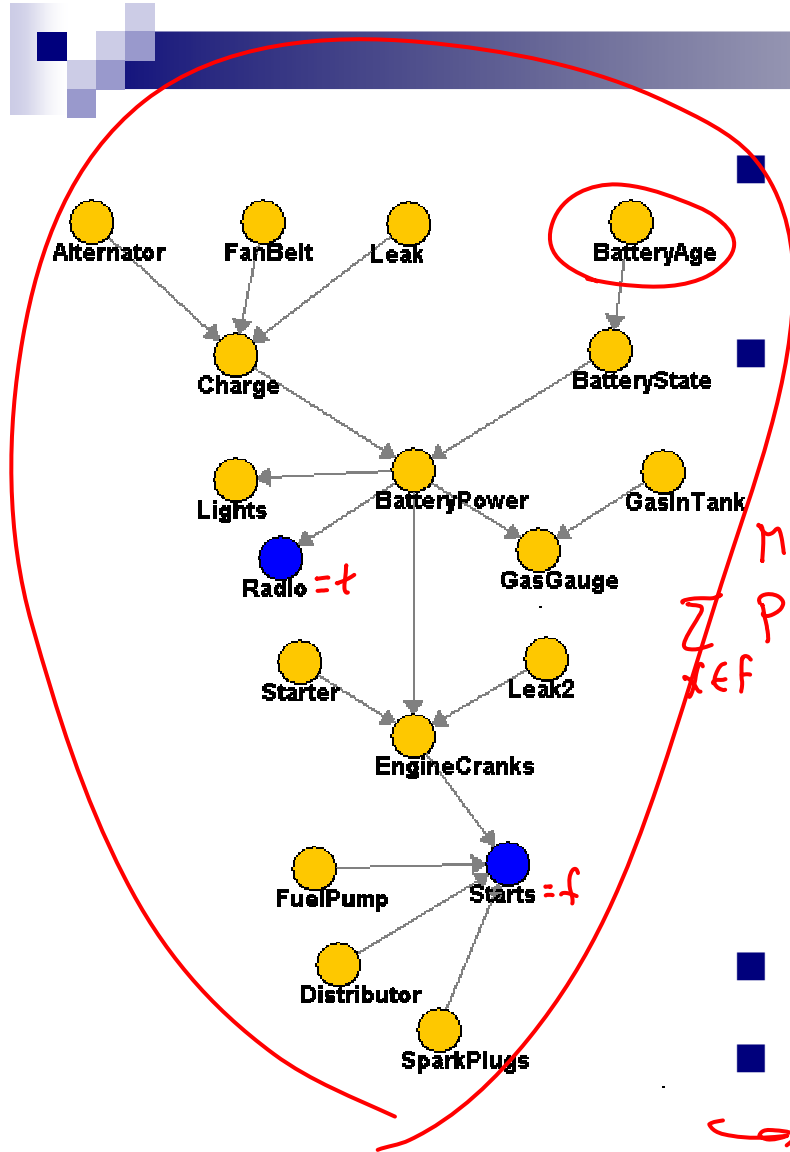 Alternator FanBelt Leak BatteryAge
Charge BatteryState
Lights BatteryPower GasInTank
Radio =t GasGauge M
Σ P
x∈f
Starter Leak2
EngineCranks
FuelPump Starts =f
Distributor
SparkPlugs